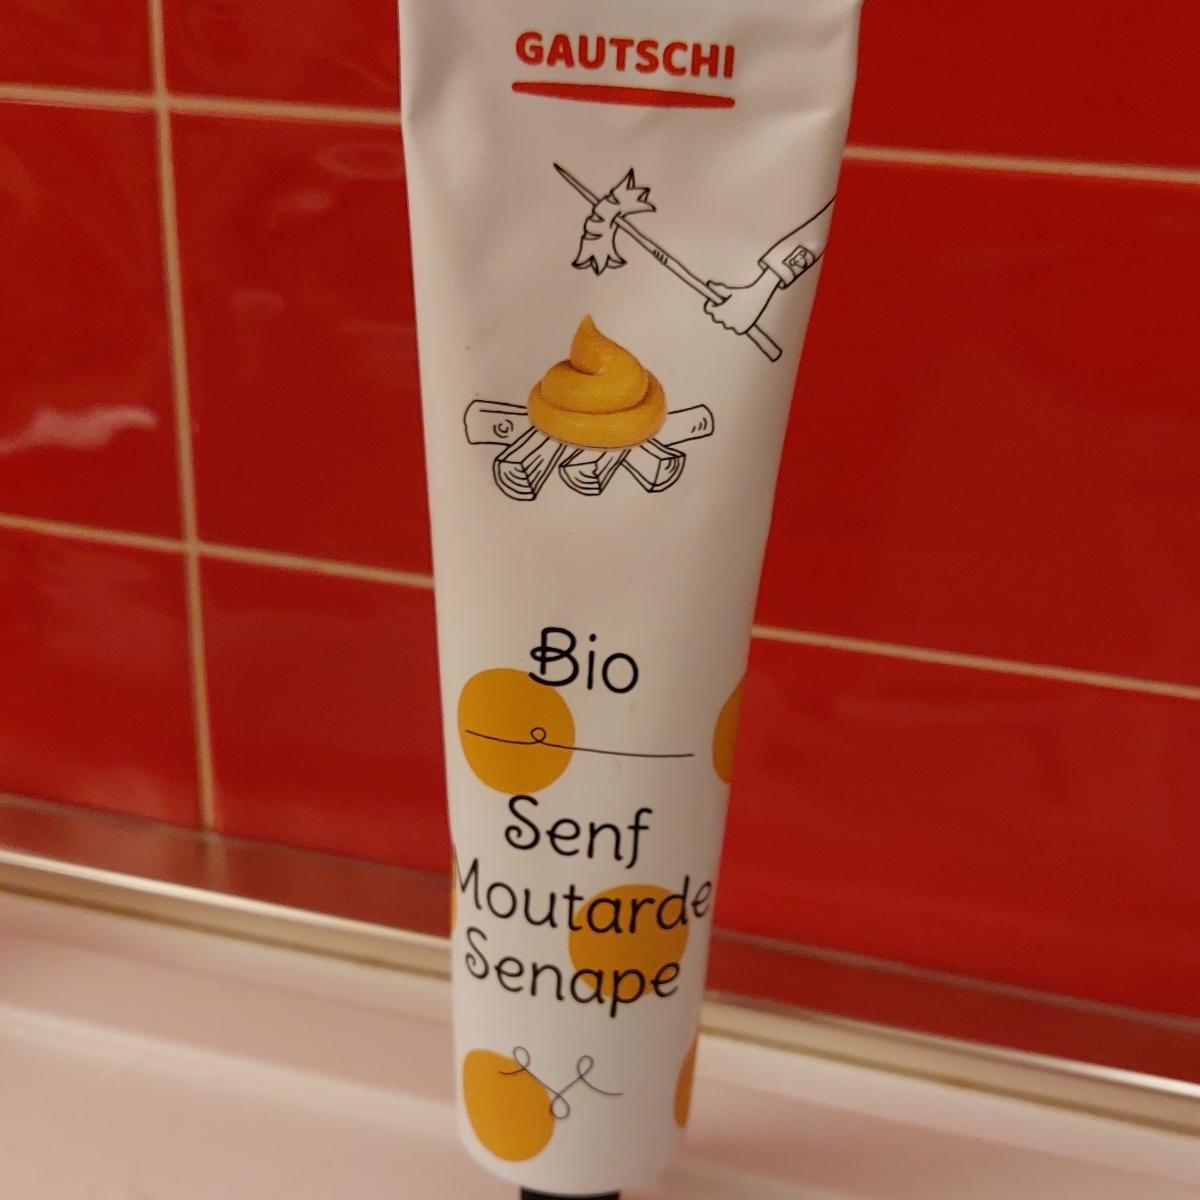 GAUTSCHI
Bio
Senf
Moutarde
Senape